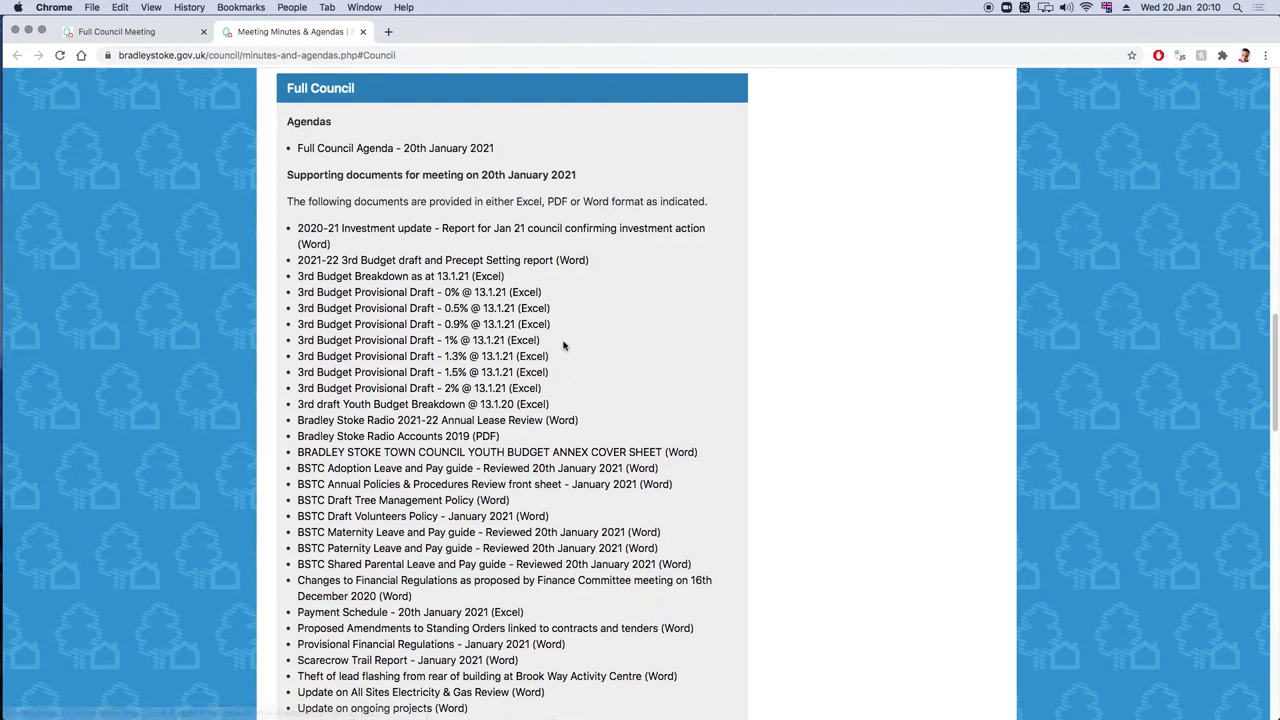 Chrome File Edit View History Bookmarks People Tab Window Help Wed 20 Jan 20:10
Full Council Meeting Meeting Minutes & Agendas |
bradleystoke.gov.uk/council/minutes-and-agendas.php#Council
Full Council
Agendas
Full Council Agenda - 20th January 2021
Supporting documents for meeting on 20th January 2021
The following documents are provided in either Excel, PDF or Word format as indicated.
2020-21 Investment update - Report for Jan 21 council confirming investment action
(Word)
2021-22 3rd Budget draft and Precept Setting report (Word)
3rd Budget Breakdown as at 13.1.21 (Excel)
3rd Budget Provisional Draft - 0% @ 13.1.21 (Excel)
3rd Budget Provisional Draft - 0.5% @ 13.1.21 (Excel)
3rd Budget Provisional Draft - 0.9% @ 13.1.21 (Excel)
3rd Budget Provisional Draft - 1% @ 13.1.21 (Excel)
3rd Budget Provisional Draft - 1.3% @ 13.1.21 (Excel)
3rd Budget Provisional Draft - 1.5% @ 13.1.21 (Excel)
3rd Budget Provisional Draft - 2% @ 13.1.21 (Excel)
3rd draft Youth Budget Breakdown @ 13.1.20 (Excel)
Bradley Stoke Radio 2021-22 Annual Lease Review (Word)
Bradley Stoke Radio Accounts 2019 (PDF)
BRADLEY STOKE TOWN COUNCIL YOUTH BUDGET ANNEX COVER SHEET (Word)
BSTC Adoption Leave and Pay guide - Reviewed 20th January 2021 (Word)
BSTC Annual Policies & Procedures Review front sheet - January 2021 (Word)
BSTC Draft Tree Management Policy (Word)
BSTC Draft Volunteers Policy - January 2021 (Word)
BSTC Maternity Leave and Pay guide - Reviewed 20th January 2021 (Word)
BSTC Paternity Leave and Pay guide - Reviewed 20th January 2021 (Word)
BSTC Shared Parental Leave and Pay guide - Reviewed 20th January 2021 (Word)
Changes to Financial Regulations as proposed by Finance Committee meeting on 16th
December 2020 (Word)
Payment Schedule - 20th January 2021 (Excel)
Proposed Amendments to Standing Orders linked to contracts and tenders (Word)
Provisional Financial Regulations - January 2021 (Word)
Scarecrow Trail Report - January 2021 (Word)
Theft of lead flashing from rear of building at Brook Way Activity Centre (Word)
Update on All Sites Electricity & Gas Review (Word)
Update on ongoing projects (Word)